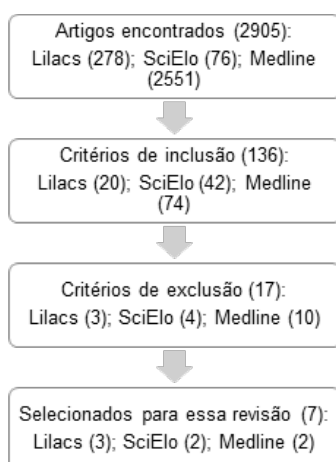 Artigos encontrados (2905):
Lilacs (278); SciElo (76); Medline
(2551)
Critérios de inclusão (136):
Lilacs (20); SciElo (42); Medline
(74)
Critérios de exclusão (17):
Lilacs (3); SciElo (4); Medline (10)
Selecionados para essa revisão (7):
Lilacs (3); SciElo (2); Medline (2)